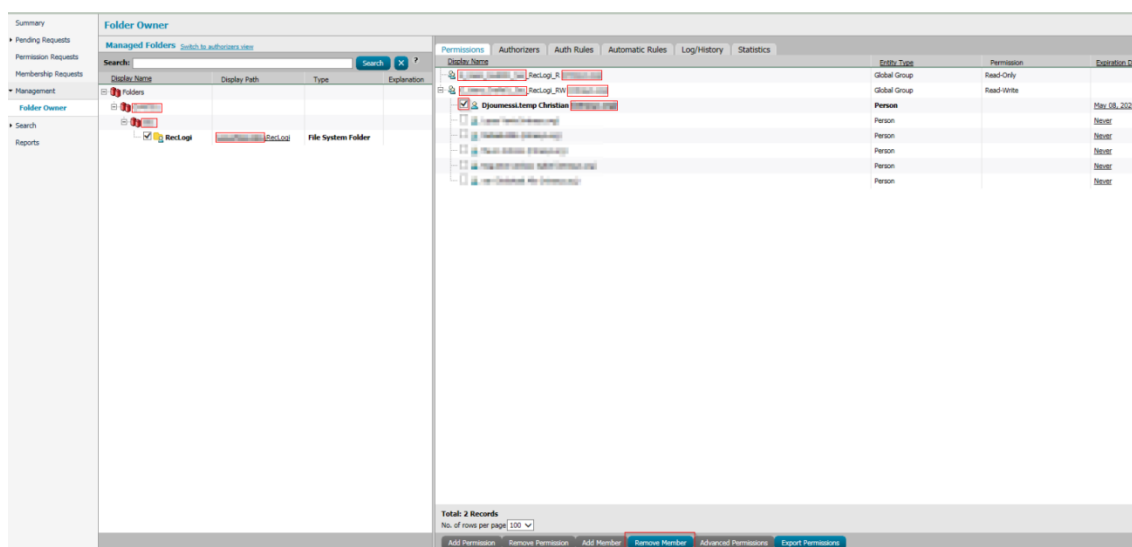 Summary
Pending Requests
Permission Requests
Membership Requests
Management
Folder Owner
Search
Reports
Folder Owner
Managed Folders Switch to authorizers view
Search: Search X ?
Display Name Display Path Type Explanation
Folders
RecLogi RecLogi File System Folder
Permissions Authorizers Auth Rules Automatic Rules Log/History Statistics
Display Name Entity Type Permission Expiration D
_RecLogi_R Global Group Read-Only
_RecLogi_RW Global Group Read-Write
Djoumessi.temp Christian Person May 08, 202
Person Never
Person Never
Person Never
Person Never
Person Never
Total: 2 Records
No. of rows per page 100
Add Permission Remove Permission Add Member Remove Member Advanced Permissions Export Permissions